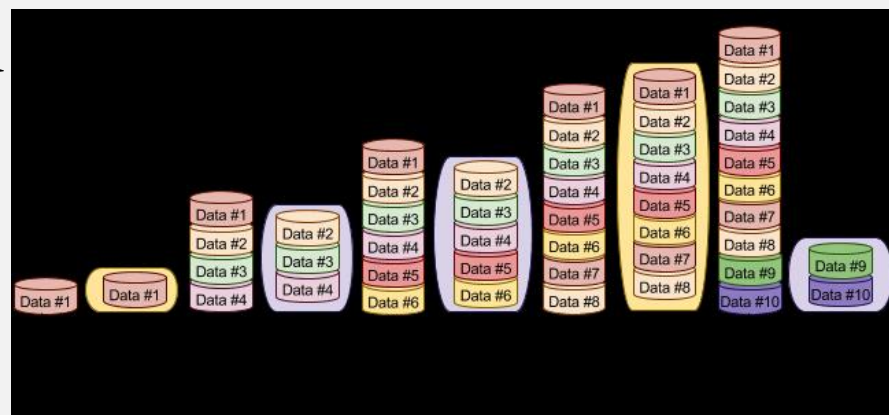 Data #1
Data #1
Data #1
Data #2
Data #3
Data #4
Data #2
Data #3
Data #4
Data #1
Data #2
Data #3
Data #4
Data #5
Data #6
Data #2
Data #3
Data #4
Data #5
Data #6
Data #1
Data #2
Data #3
Data #4
Data #5
Data #6
Data #7
Data #8
Data #1
Data #2
Data #3
Data #4
Data #5
Data #6
Data #7
Data #8
Data #1
Data #2
Data #3
Data #4
Data #5
Data #6
Data #7
Data #8
Data #9
Data #10
Data #9
Data #10